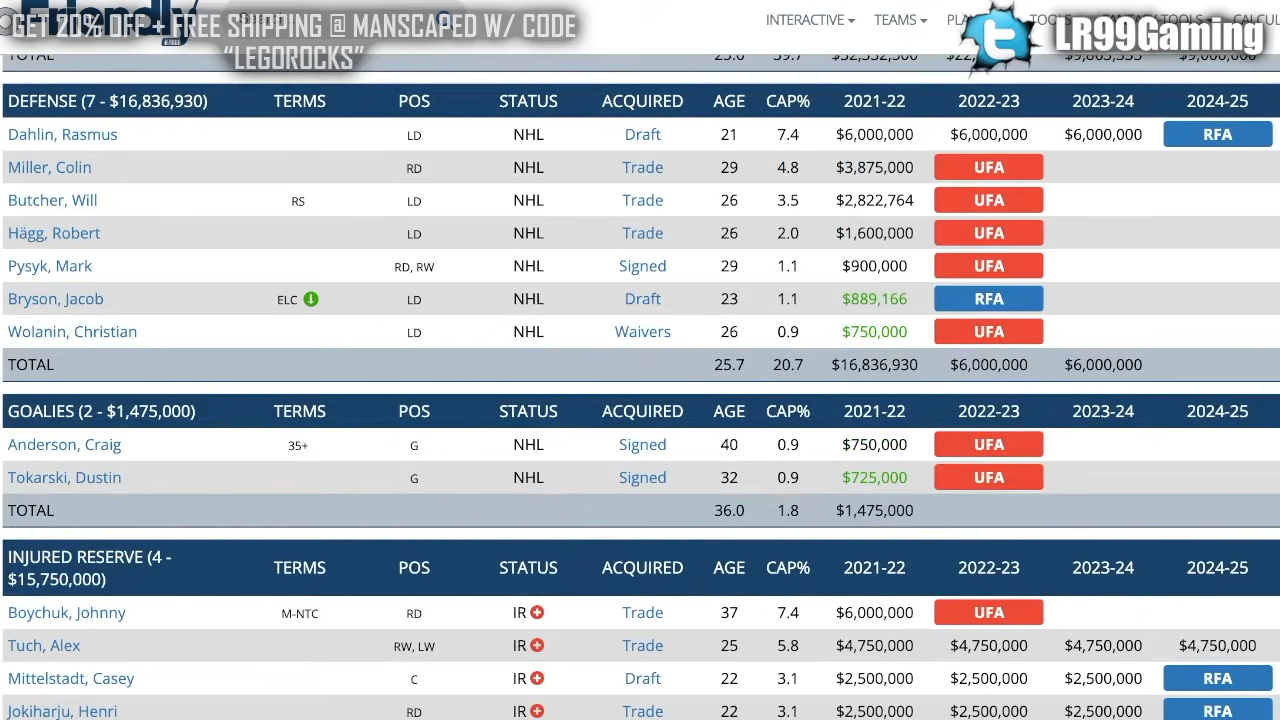 GET 20% OFF + FREE SHIPPING @ MANSCAPED W/ CODE
"LEGOROCKS"
INTERACTIVE TEAMS TOOLS
LR99Gaming
TOTAL
DEFENSE (7 - $16,836,930) TERMS POS STATUS ACQUIRED AGE CAP% 2021-22 2022-23 2023-24 2024-25
Dahlin, Rasmus LD NHL Draft 21 7.4 $6,000,000 $6,000,000 $6,000,000 RFA
Miller, Colin RD NHL Trade 29 4.8 $3,875,000 UFA
Butcher, Will RS LD NHL Trade 26 3.5 $2,822,764 UFA
Hägg, Robert LD NHL Trade 26 2.0 $1,600,000 UFA
Pysyk, Mark RD, RW NHL Signed 29 1.1 $900,000 UFA
Bryson, Jacob ELC LD NHL Draft 23 1.1 $889,166 RFA
Wolanin, Christian LD NHL Waivers 26 0.9 $750,000 UFA
TOTAL 25.7 20.7 $16,836,930 $6,000,000 $6,000,000
GOALIES (2 - $1,475,000) TERMS POS STATUS ACQUIRED AGE CAP% 2021-22 2022-23 2023-24 2024-25
Anderson, Craig 35+ G NHL Signed 40 0.9 $750,000 UFA
Tokarski, Dustin G NHL Signed 32 0.9 $725,000 UFA
TOTAL 36.0 1.8 $1,475,000
INJURED RESERVE (4 -
$15,750,000) TERMS POS STATUS ACQUIRED AGE CAP% 2021-22 2022-23 2023-24 2024-25
Boychuk, Johnny M-NTC RD IR Trade 37 7.4 $6,000,000 UFA
Tuch, Alex RW, LW IR Trade 25 5.8 $4,750,000 $4,750,000 $4,750,000 $4,750,000
Mittelstadt, Casey C IR Draft 22 3.1 $2,500,000 $2,500,000 $2,500,000 RFA
Jokiharju, Henri RD IR Trade 22 3.1 $2,500,000 $2,500,000 $2,500,000 RFA